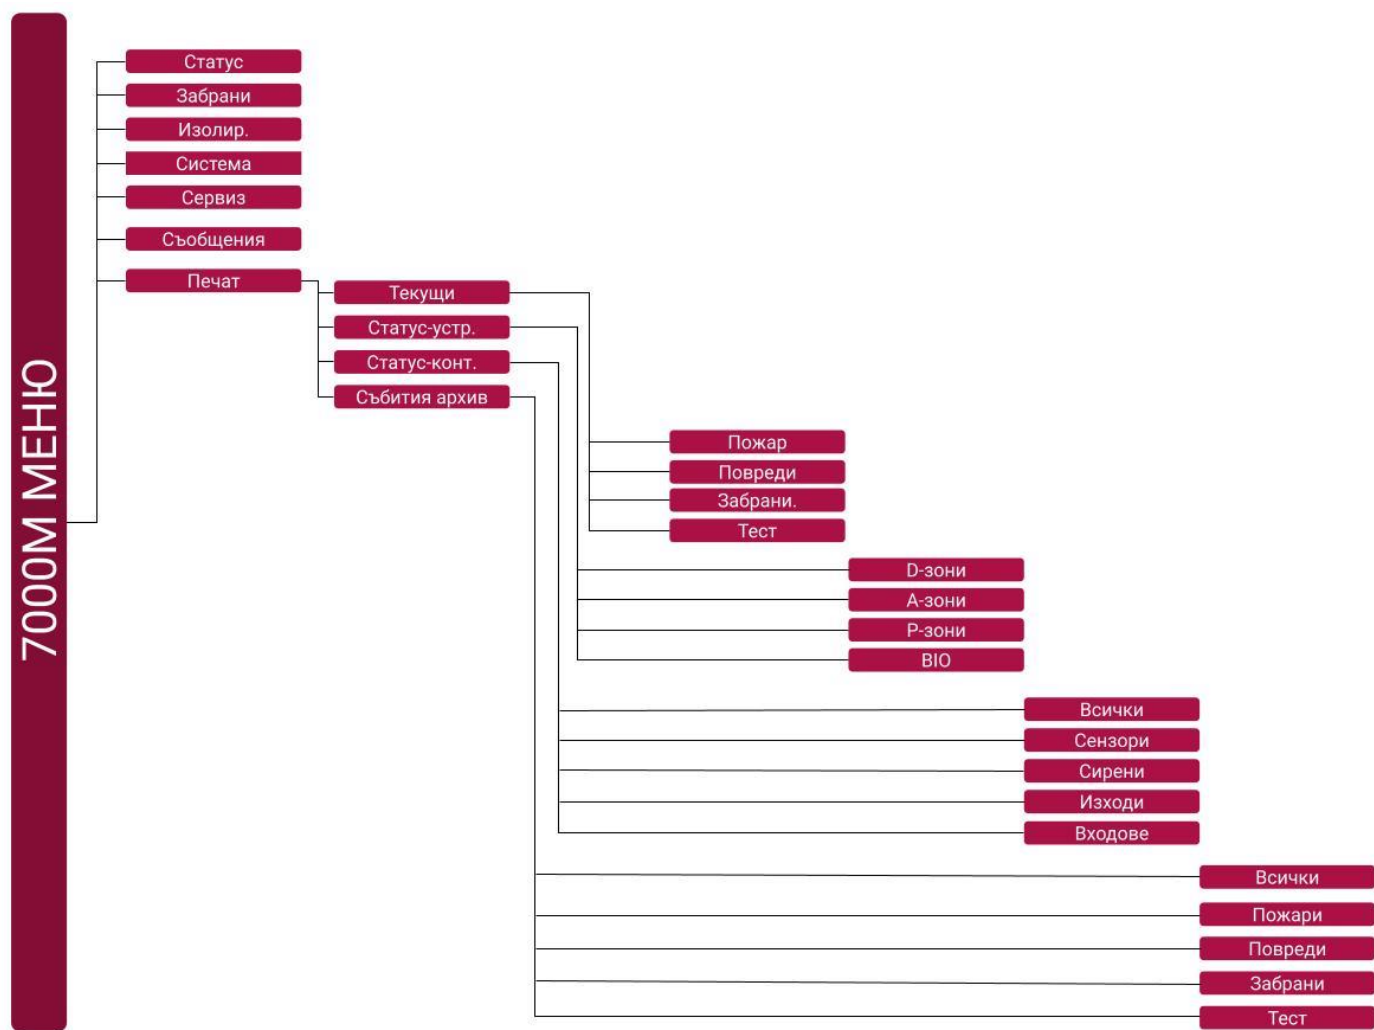 7000М МЕНЮ
Статус
Забрани
Изолир.
Система
Сервиз
Съобщения
Печат
Текущи
Статус-устр.
Статус-конт.
Събития архив
Пожар
Повреди
Забрани.
Тест
D-зони
А-зони
Р-зони
BIO
Всички
Сензори
Сирени
Изходи
Входове
Всички
Пожари
Повреди
Забрани
Тест